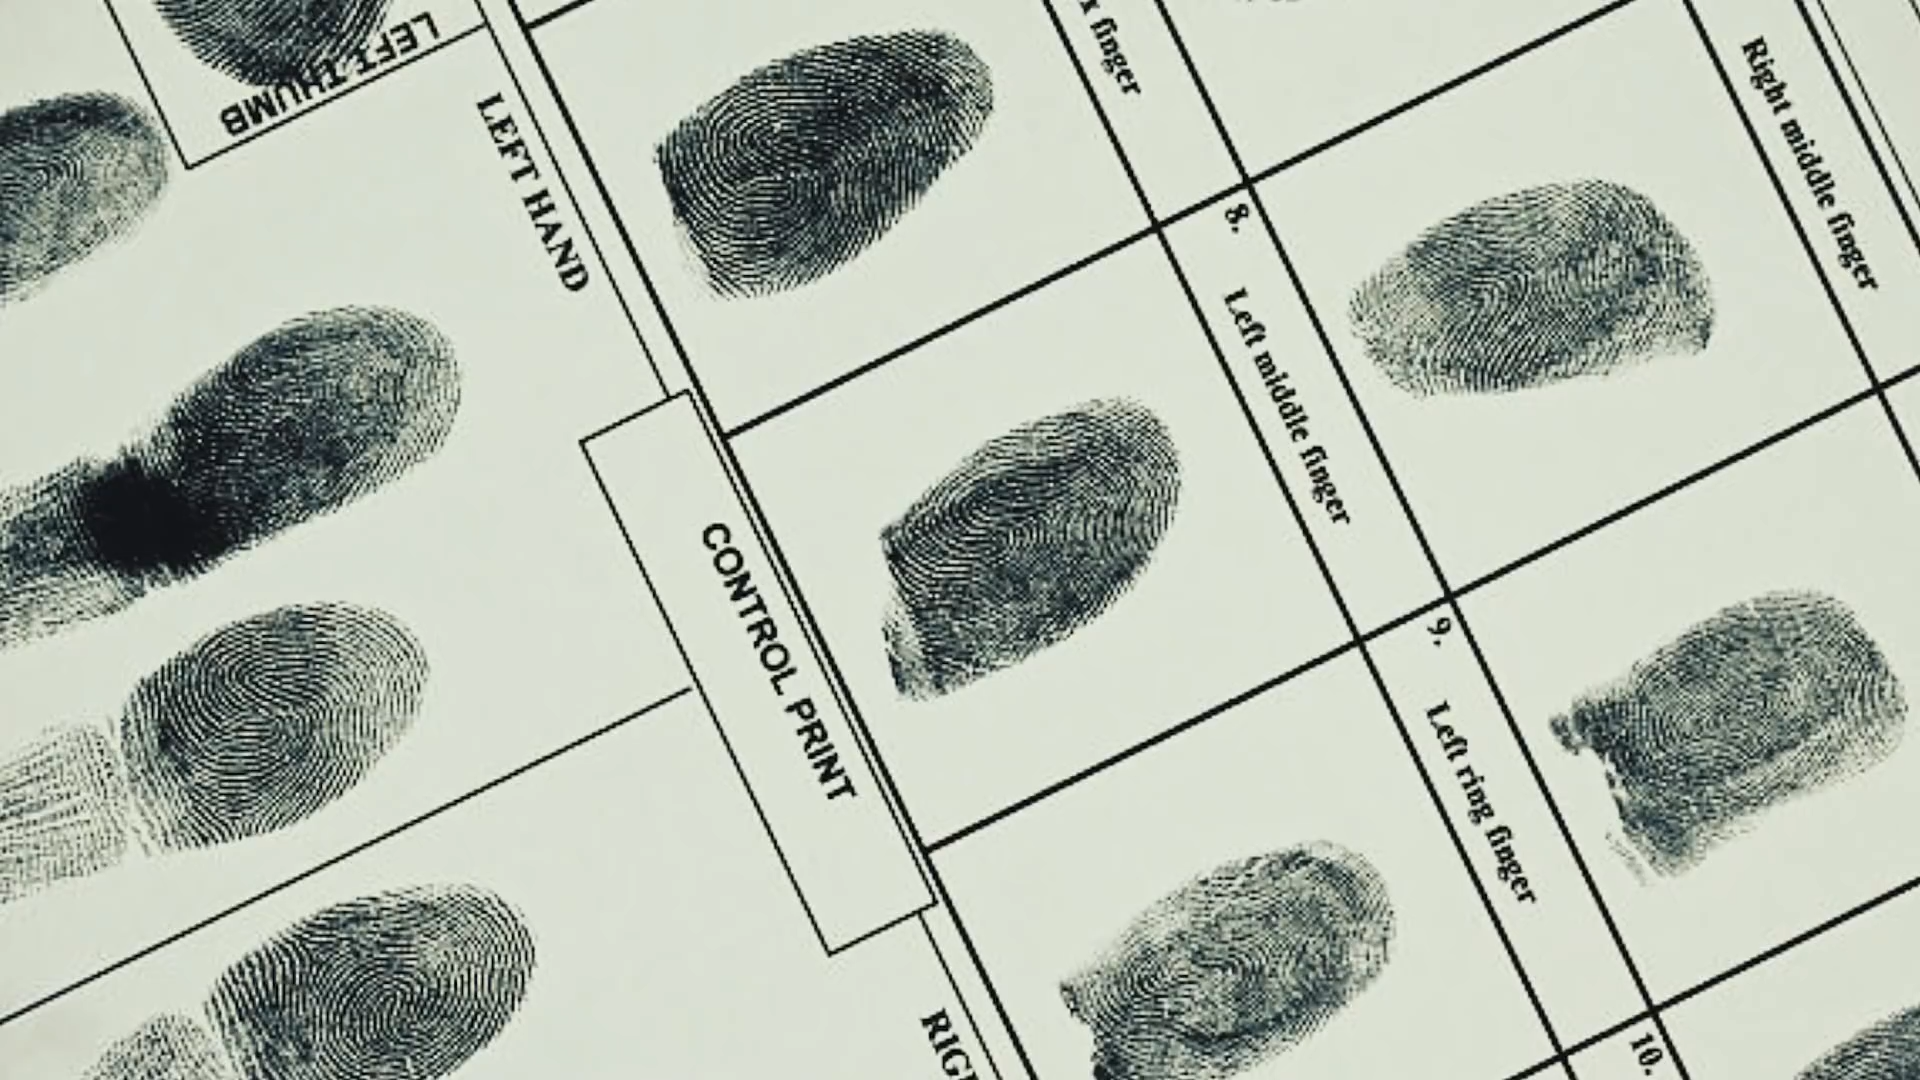 LEFT THUMB
LEFT HAND
CONTROL PRINT
finger
8.
Left middle finger
Right middle finger
9.
Left ring finger
10.